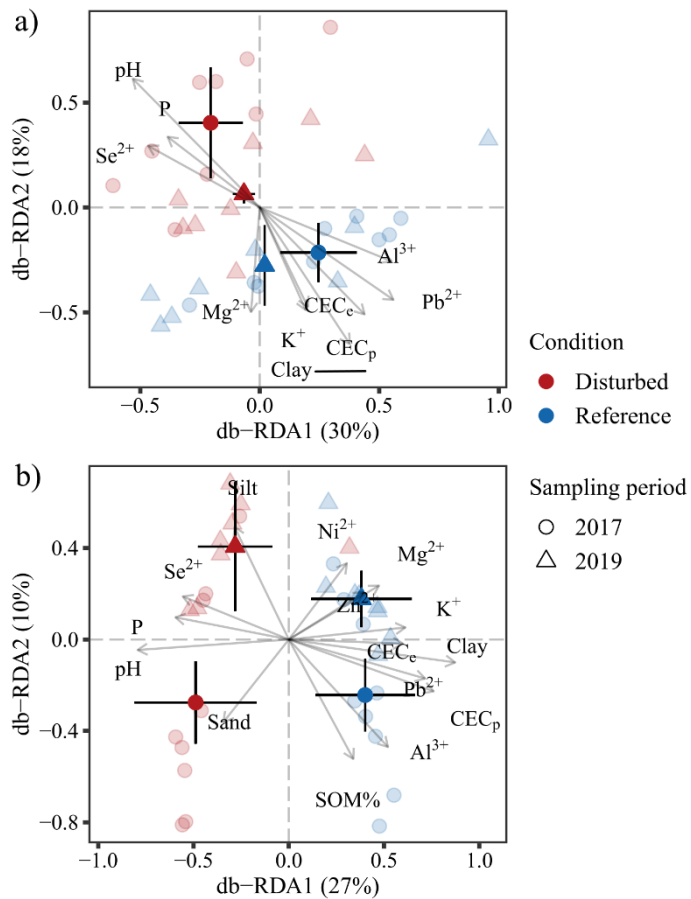 a)
pH
P
Se²⁺
Al³⁺
Pb²⁺
Mg²⁺
CECₑ
K⁺
CECₚ
Clay
0.5
0.0
−0.5
db−RDA2 (18%)
−0.5
0.0
0.5
1.0
db−RDA1 (30%)
Condition
Disturbed
Reference
Sampling period
2017
2019
b)
Silt
Ni²⁺
Mg²⁺
Se²⁺
Zn²⁺
K⁺
P
Clay
CECₑ
pH
Pb²⁺
CECₚ
Sand
Al³⁺
SOM%
0.4
0.0
−0.4
−0.8
db−RDA2 (10%)
−1.0
−0.5
0.0
0.5
1.0
db−RDA1 (27%)